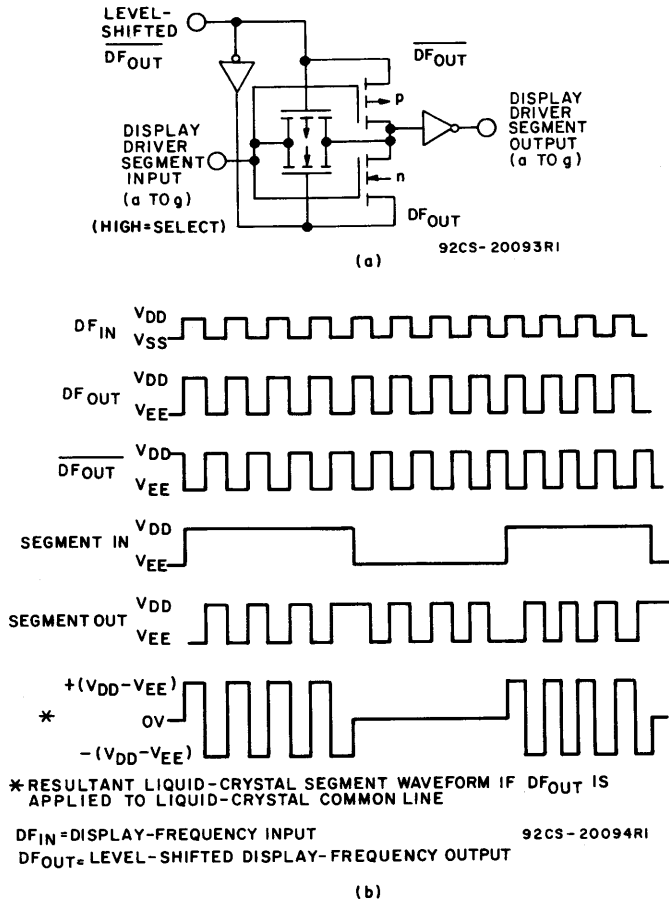 LEVEL-
SHIFTED
DFOUT
DFOUT
p
DISPLAY
DRIVER
SEGMENT
INPUT
(a TO g)
(HIGH=SELECT)
DISPLAY
DRIVER
SEGMENT
OUTPUT
(a TO g)
n
DFOUT
92CS-20093R1
(a)
DFIN
VDD
VSS
DFOUT
VDD
VEE
DFOUT
VDD
VEE
SEGMENT IN
VDD
VEE
SEGMENT OUT
VDD
VEE
*
+(VDD-VEE)
OV
-(VDD-VEE)
*RESULTANT LIQUID-CRYSTAL SEGMENT WAVEFORM IF DFOUT IS
APPLIED TO LIQUID-CRYSTAL COMMON LINE
DFIN=DISPLAY-FREQUENCY INPUT
92CS-20094R1
DFOUT= LEVEL-SHIFTED DISPLAY-FREQUENCY OUTPUT
(b)